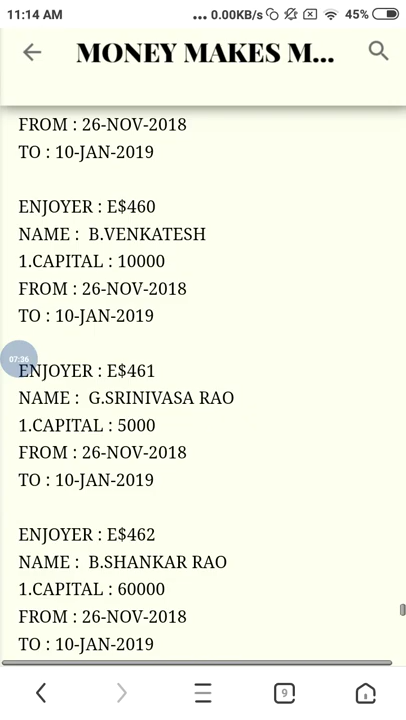 11:14 AM ... 0.00KB/s 45%
MONEY MAKES M...
FROM : 26-NOV-2018
TO : 10-JAN-2019
ENJOYER : E$460
NAME :  B.VENKATESH
1.CAPITAL : 10000
FROM : 26-NOV-2018
TO : 10-JAN-2019
07:36
ENJOYER : E$461
NAME :  G.SRINIVASA RAO
1.CAPITAL : 5000
FROM : 26-NOV-2018
TO : 10-JAN-2019
ENJOYER : E$462
NAME :  B.SHANKAR RAO
1.CAPITAL : 60000
FROM : 26-NOV-2018
TO : 10-JAN-2019
9